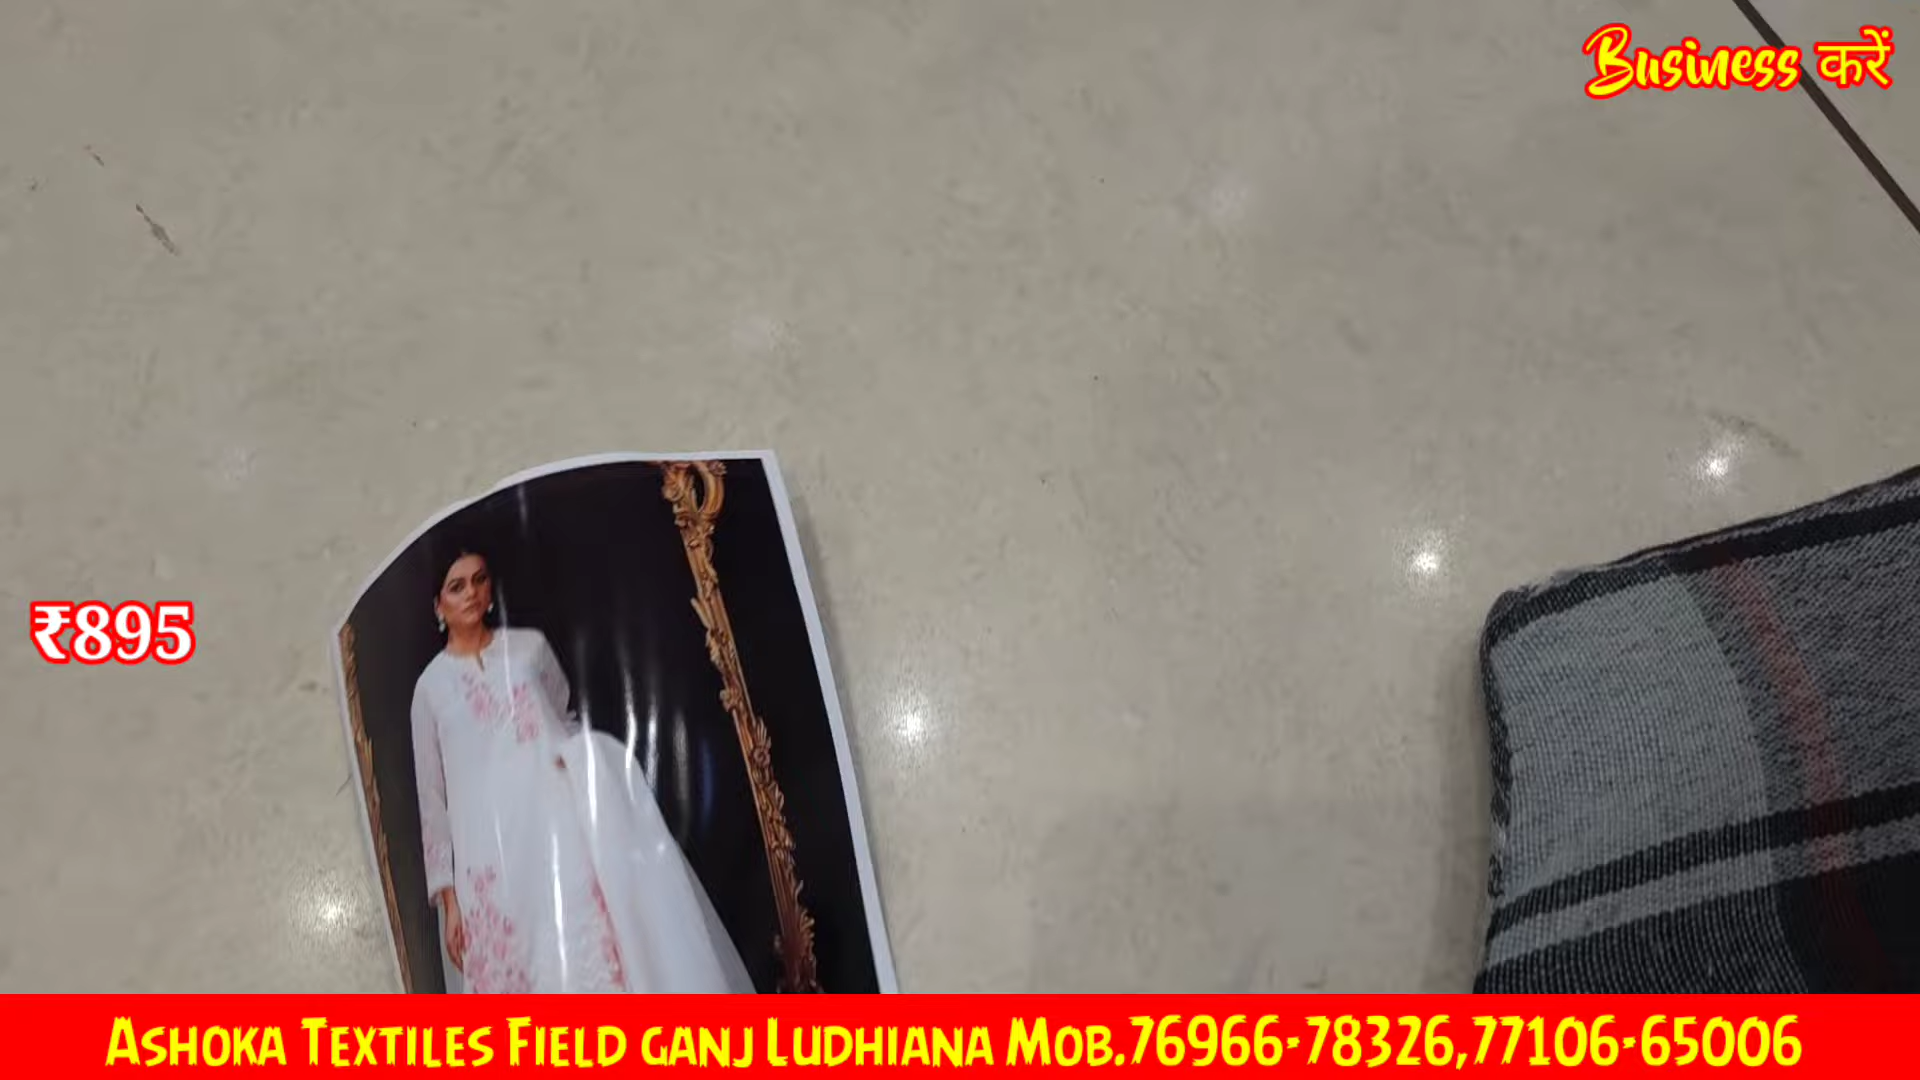 Business करें
₹895
Ashoka Textiles Field ganj Ludhiana Mob.76966-78326,77106-65006